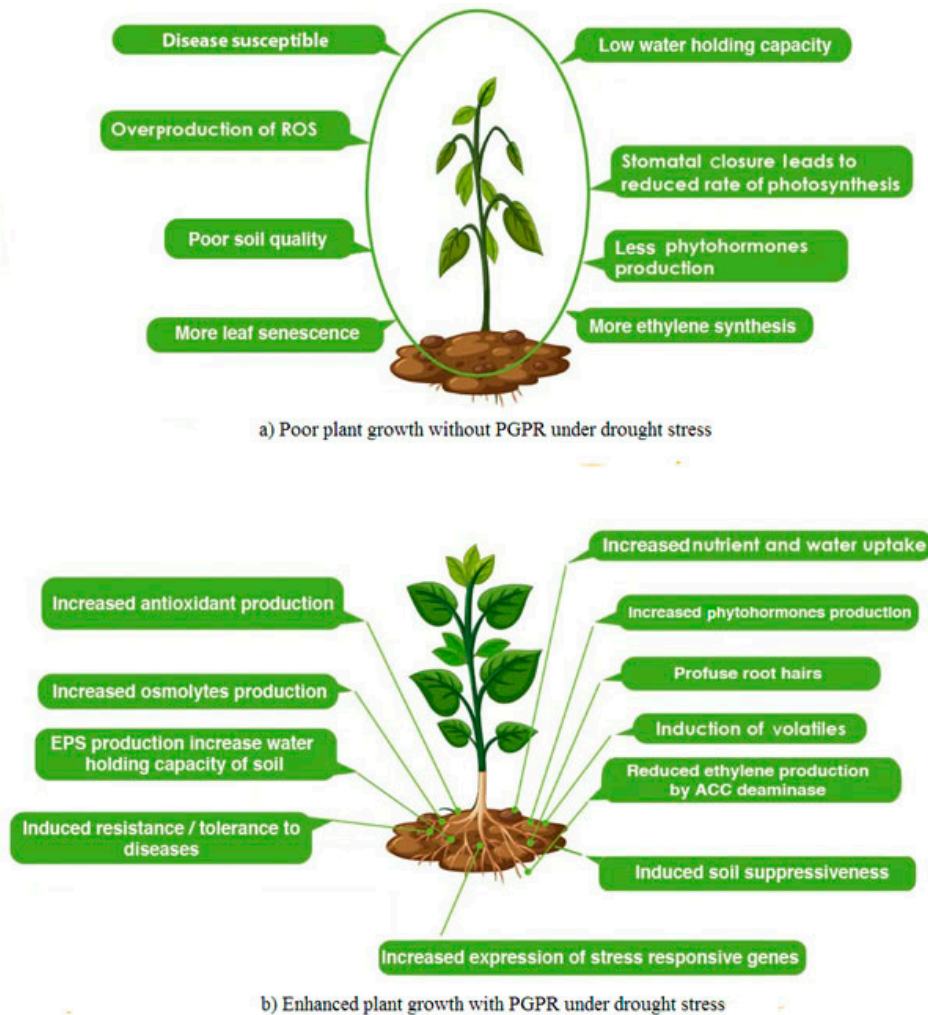 Disease susceptible
Low water holding capacity
Overproduction of ROS
Stomatal closure leads to
reduced rate of photosynthesis
Poor soil quality
Less phytohormones
production
More leaf senescence
More ethylene synthesis
a) Poor plant growth without PGPR under drought stress
Increased nutrient and water uptake
Increased antioxidant production
Increased phytohormones production
Profuse root hairs
Increased osmolytes production
Induction of volatiles
EPS production increase water
holding capacity of soil
Reduced ethylene production
by ACC deaminase
Induced resistance / tolerance to
diseases
Induced soil suppressiveness
Increased expression of stress responsive genes
b) Enhanced plant growth with PGPR under drought stress